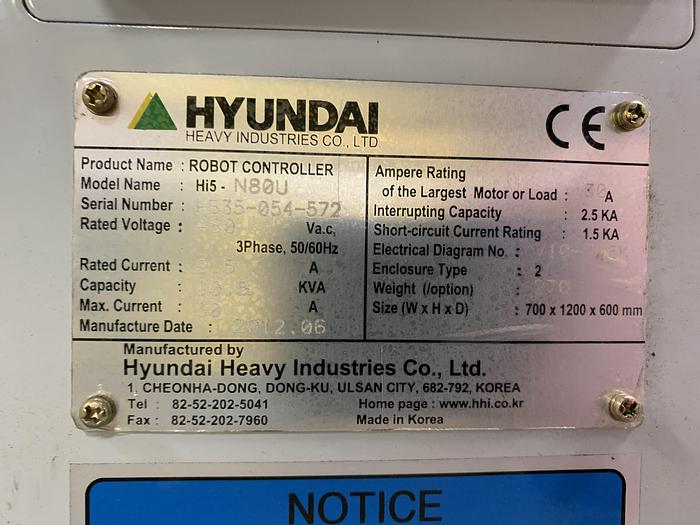 HYUNDAI
HEAVY INDUSTRIES CO., LTD.
CE
Product Name : ROBOT CONTROLLER
Model Name : Hi5 - N80U
Serial Number : -054-572
Rated Voltage : Va.c,
3Phase, 50/60Hz
Rated Current : A
Capacity : KVA
Max. Current : A
Manufacture Date : 2012.06
Ampere Rating
of the Largest Motor or Load : 30 A
Interrupting Capacity : 2.5 KA
Short-circuit Current Rating : 1.5 KA
Electrical Diagram No. :
Enclosure Type : 2
Weight (/option) :
Size (W x H x D) : 700 x 1200 x 600 mm
Manufactured by
Hyundai Heavy Industries Co., Ltd.
1, CHEONHA-DONG, DONG-KU, ULSAN CITY, 682-792, KOREA
Tel : 82-52-202-5041 Home page : www.hhi.co.kr
Fax : 82-52-202-7960 Made in Korea
NOTICE